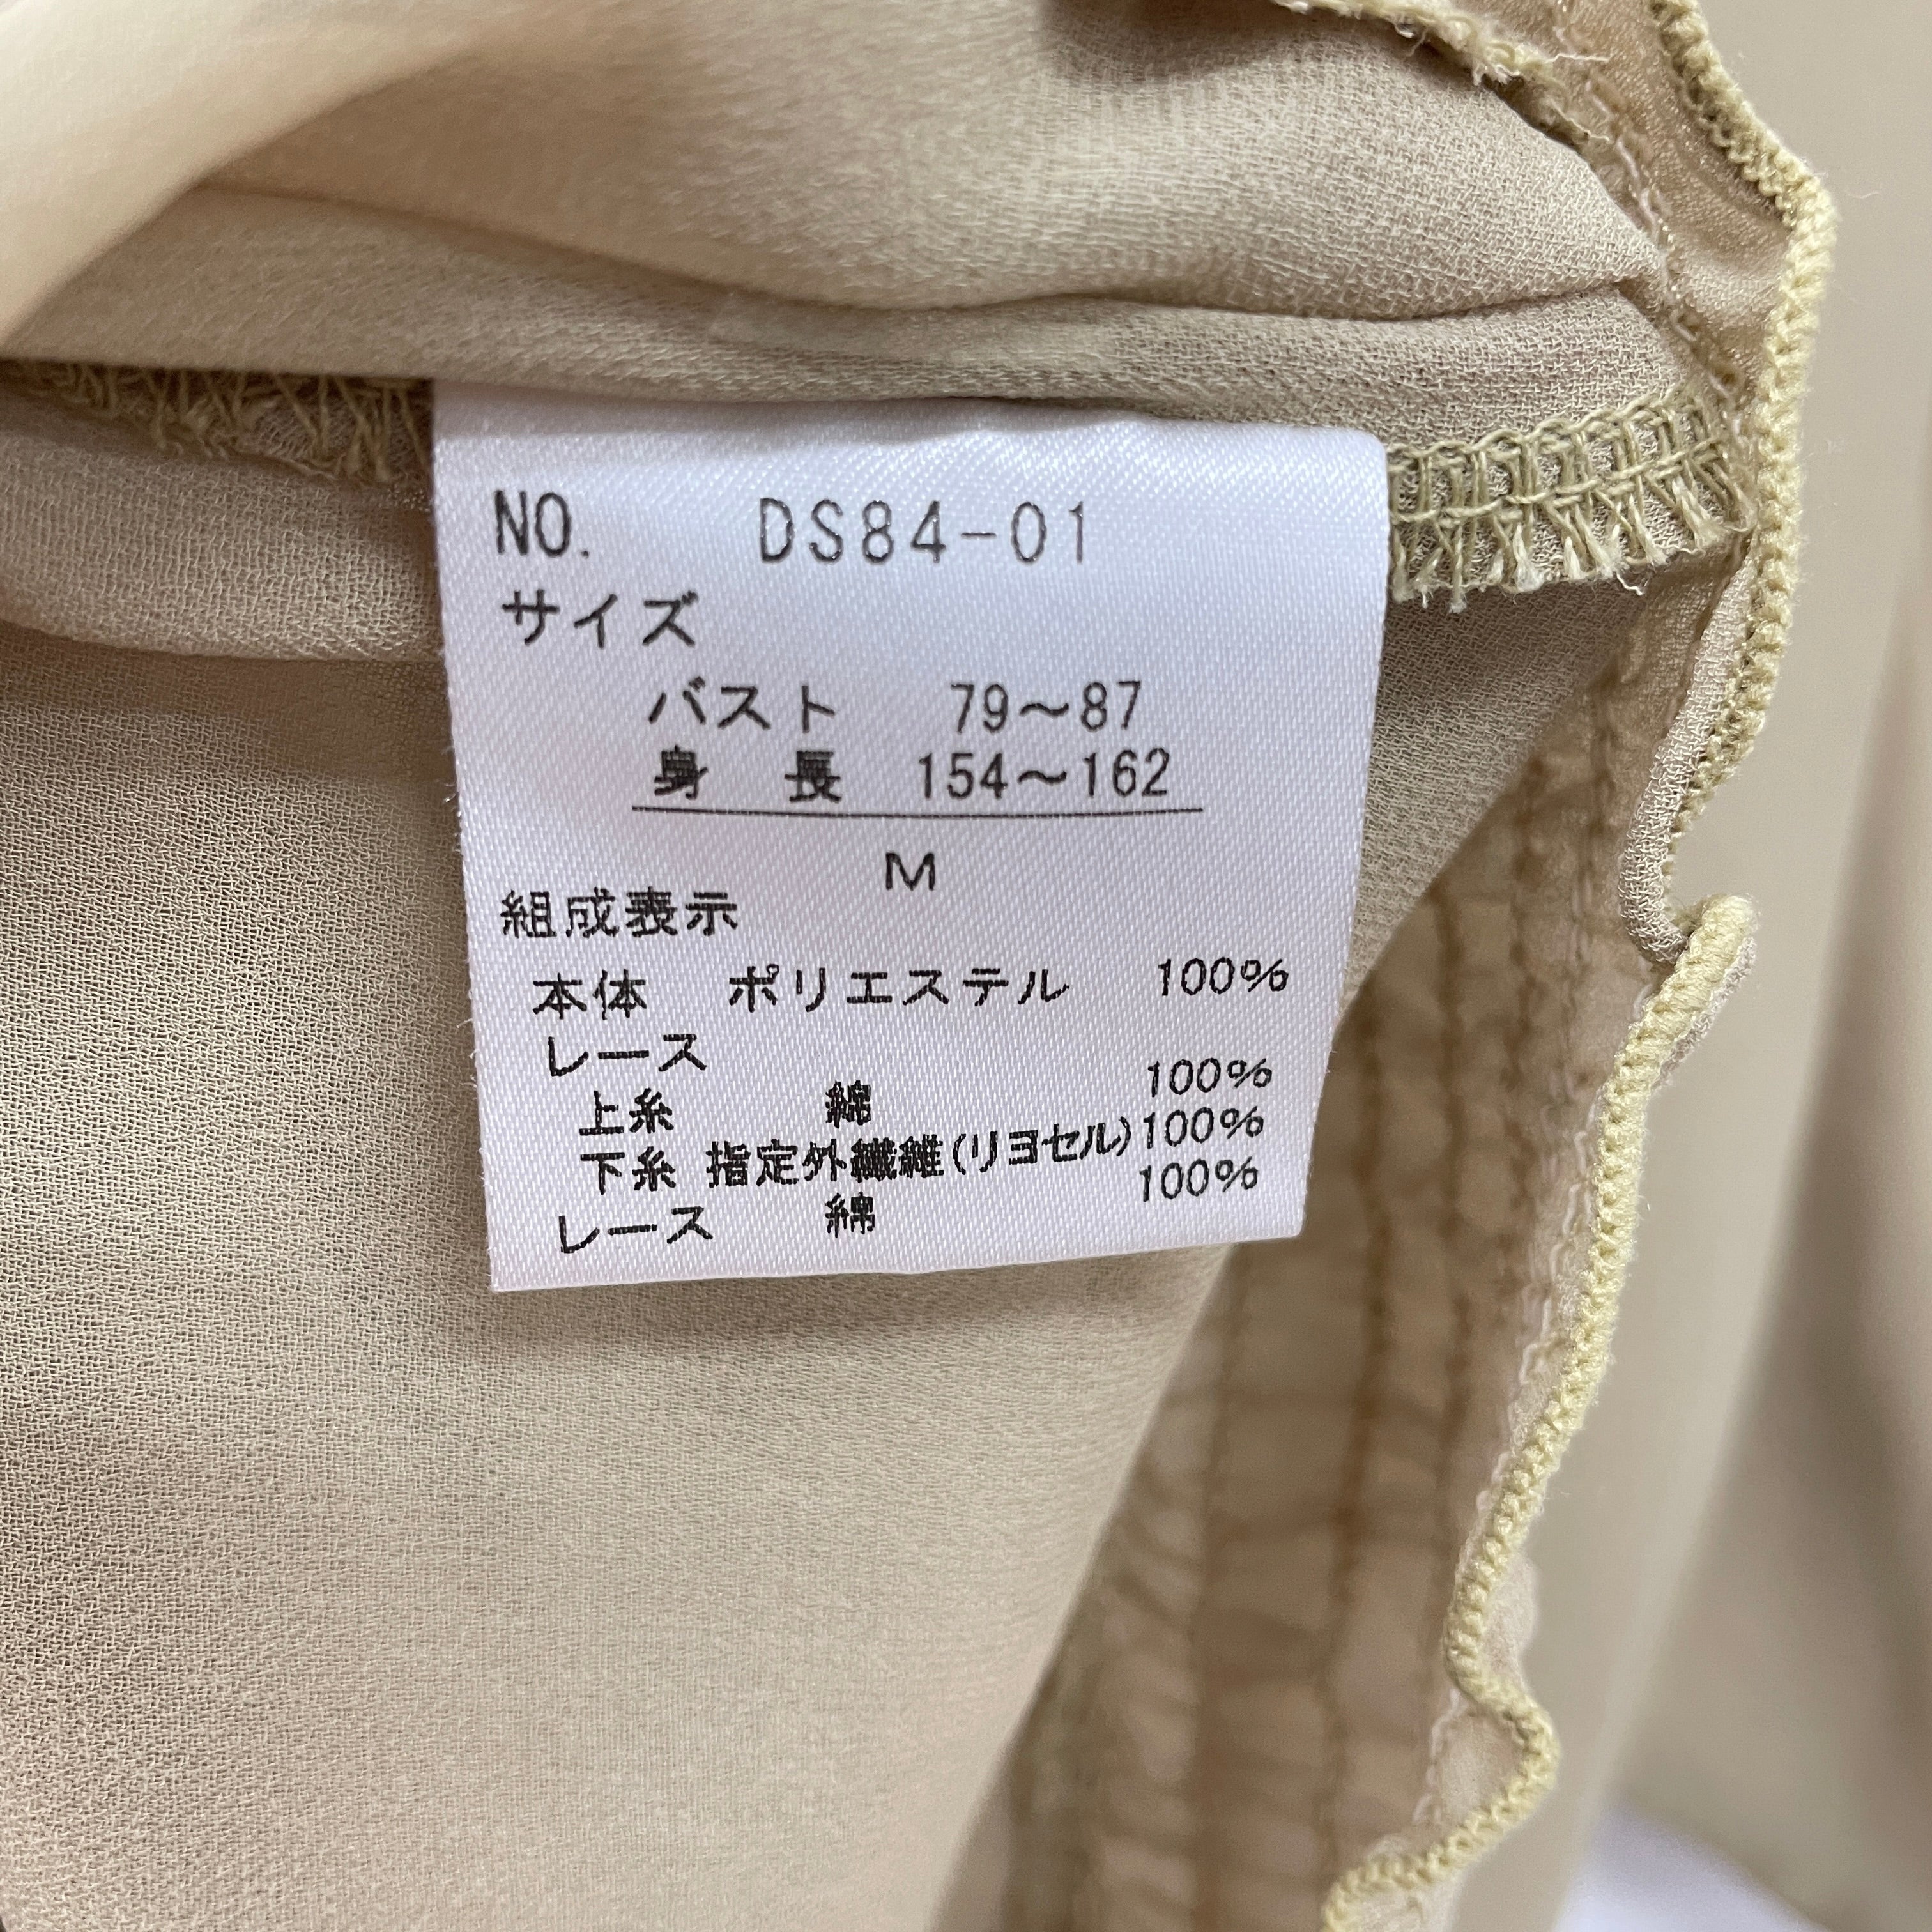 NO. DS84-01
サイズ
バスト 79〜87
身 長 154〜162
M
組成表示
本体 ポリエステル 100%
レース
上糸 綿 100%
下糸 指定外繊維(リヨセル)100%
レース 綿 100%